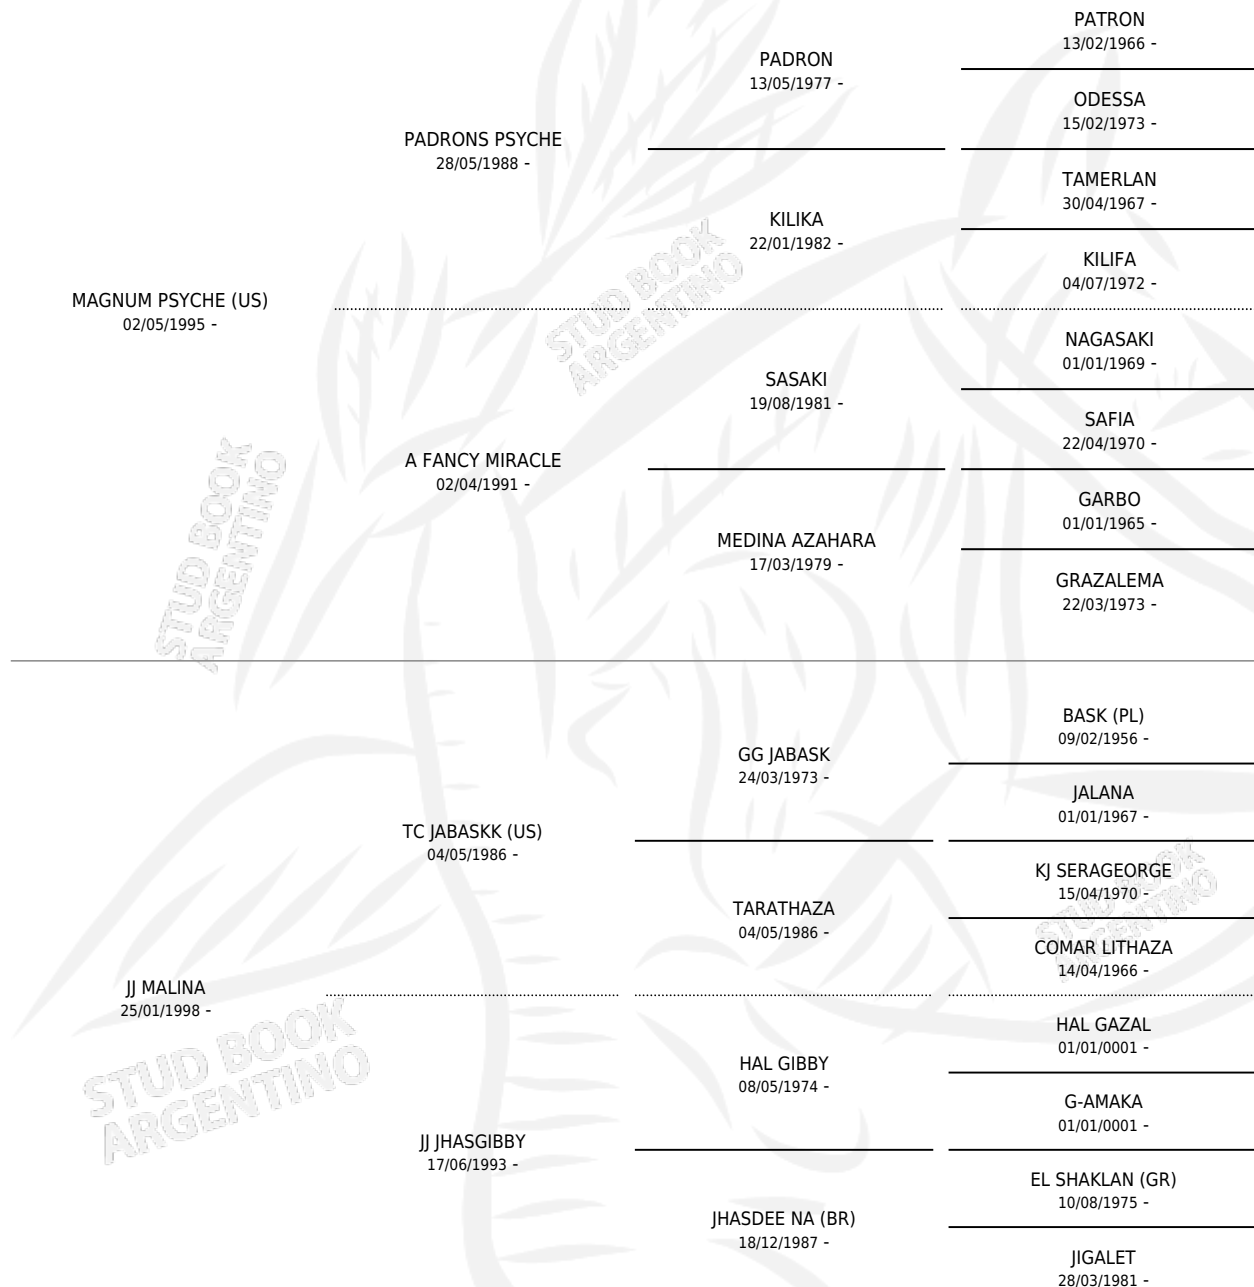 PATRON
13/02/1966 -
PADRON
13/05/1977 -
ODESSA
15/02/1973 -
PADRONS PSYCHE
28/05/1988 -
TAMERLAN
30/04/1967 -
KILIKA
22/01/1982 -
KILIFA
04/07/1972 -
MAGNUM PSYCHE (US)
02/05/1995 -
NAGASAKI
01/01/1969 -
SASAKI
19/08/1981 -
SAFIA
22/04/1970 -
A FANCY MIRACLE
02/04/1991 -
GARBO
01/01/1965 -
MEDINA AZAHARA
17/03/1979 -
GRAZALEMA
22/03/1973 -
BASK (PL)
09/02/1956 -
GG JABASK
24/03/1973 -
JALANA
01/01/1967 -
TC JABASKK (US)
04/05/1986 -
KJ SERAGEORGE
15/04/1970 -
TARATHAZA
04/05/1986 -
COMAR LITHAZA
14/04/1966 -
JJ MALINA
25/01/1998 -
HAL GAZAL
01/01/0001 -
HAL GIBBY
08/05/1974 -
G-AMAKA
01/01/0001 -
JJ JHASGIBBY
17/06/1993 -
EL SHAKLAN (GR)
10/08/1975 -
JHASDEE NA (BR)
18/12/1987 -
JIGALET
28/03/1981 -
STUD BOOK
ARGENTINO
STUD BOOK
ARGENTINO
STUD BOOK
ARGENTINO
STUD BOOK
ARGENTINO